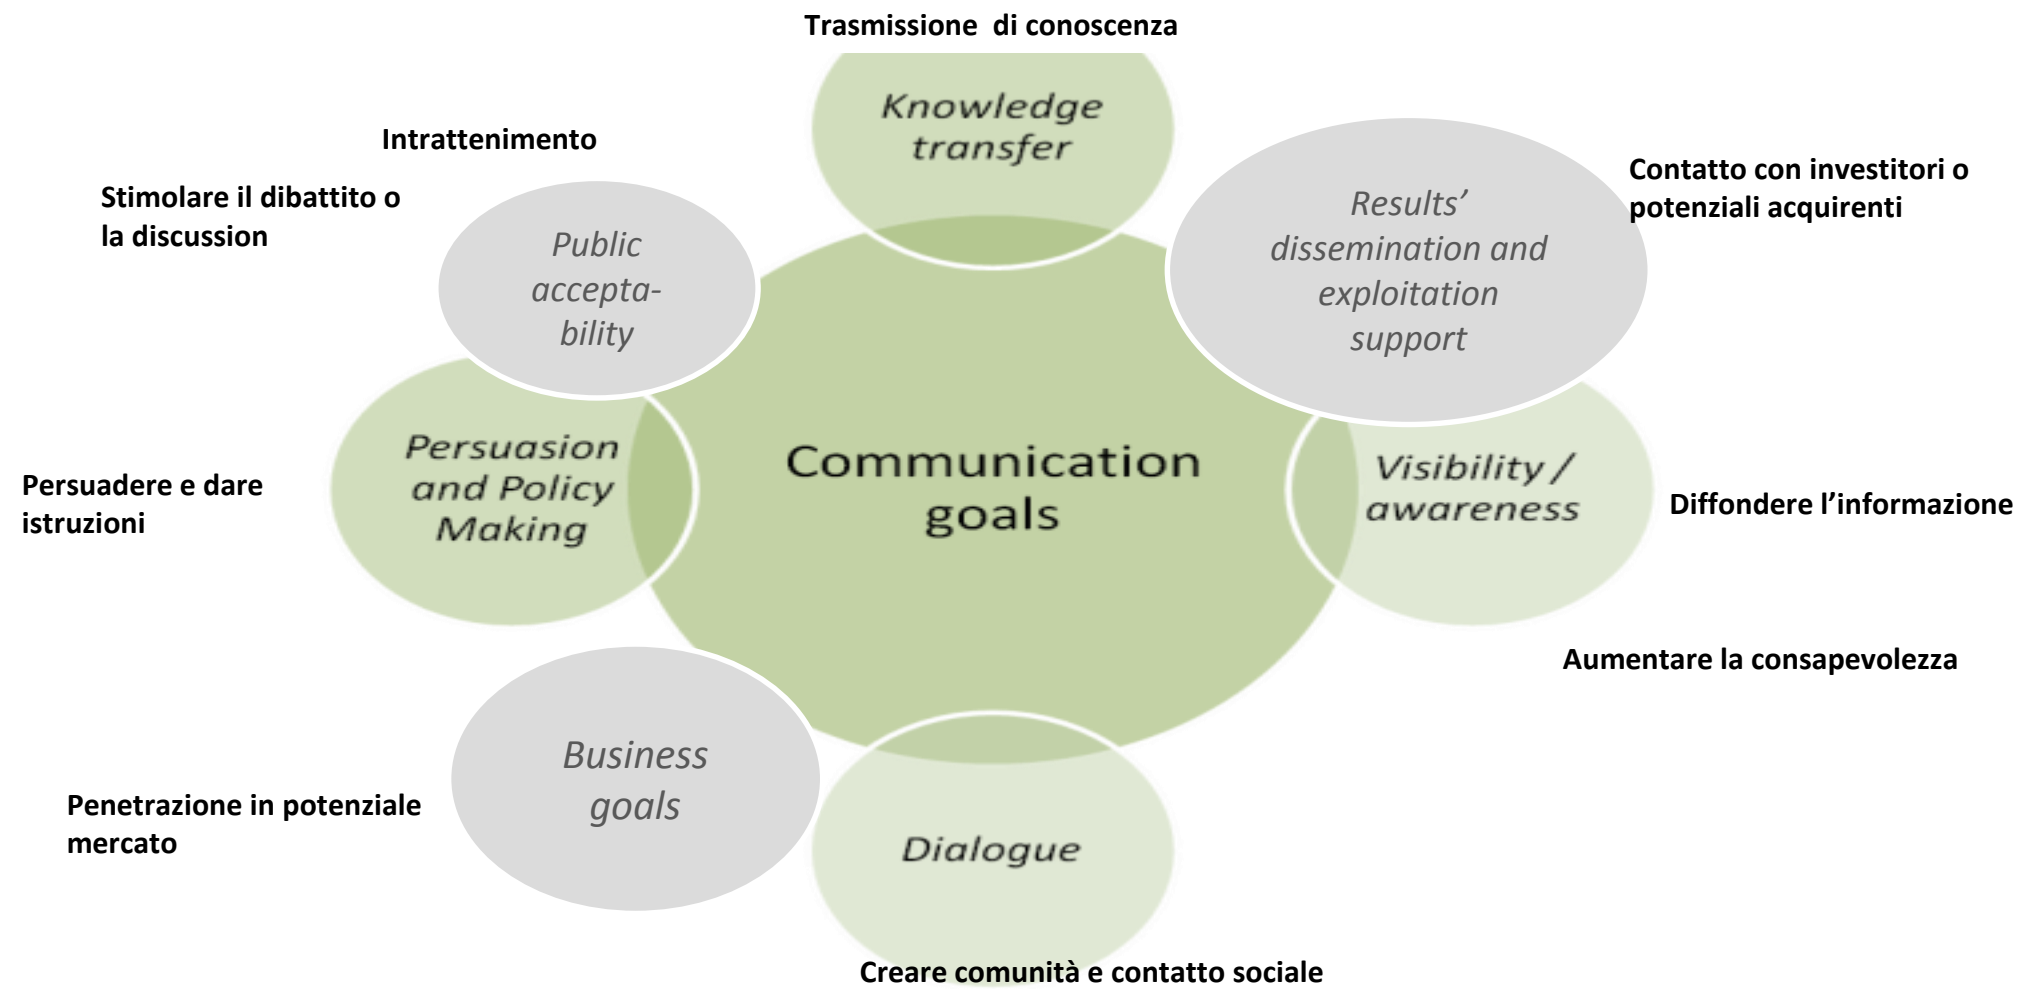 Trasmissione di conoscenza
Knowledge
transfer
Intrattenimento
Stimolare il dibattito o
la discussion
Public
accepta-
bility
Results’
dissemination and
exploitation
support
Contatto con investitori o
potenziali acquirenti
Persuasion
and Policy
Making
Persuadere e dare
istruzioni
Communication
goals
Visibility /
awareness
Diffondere l’informazione
Aumentare la consapevolezza
Business
goals
Penetrazione in potenziale
mercato
Dialogue
Creare comunità e contatto sociale